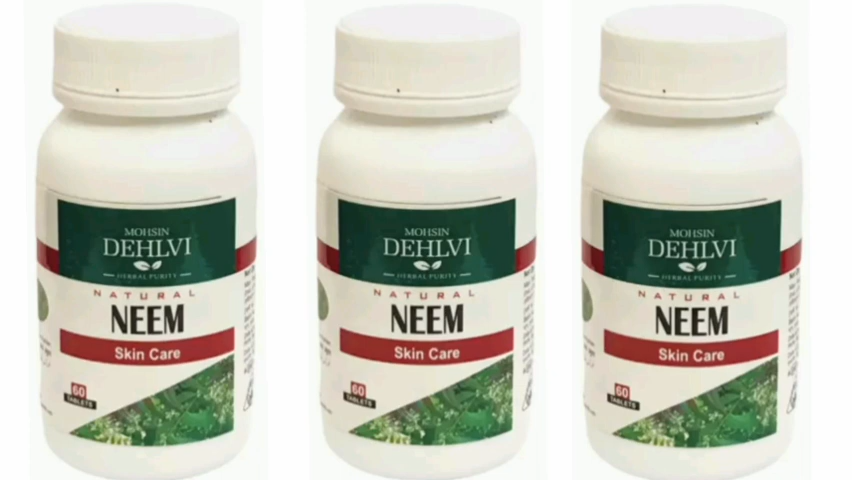 MOHSIN
DEHLVI
HERBAL PURITY
NATURAL
NEEM
Skin Care
60
TABLETS
MOHSIN
DEHLVI
HERBAL PURITY
NATURAL
NEEM
Skin Care
60
TABLETS
MOHSIN
DEHLVI
HERBAL PURITY
NATURAL
NEEM
Skin Care
60
TABLETS